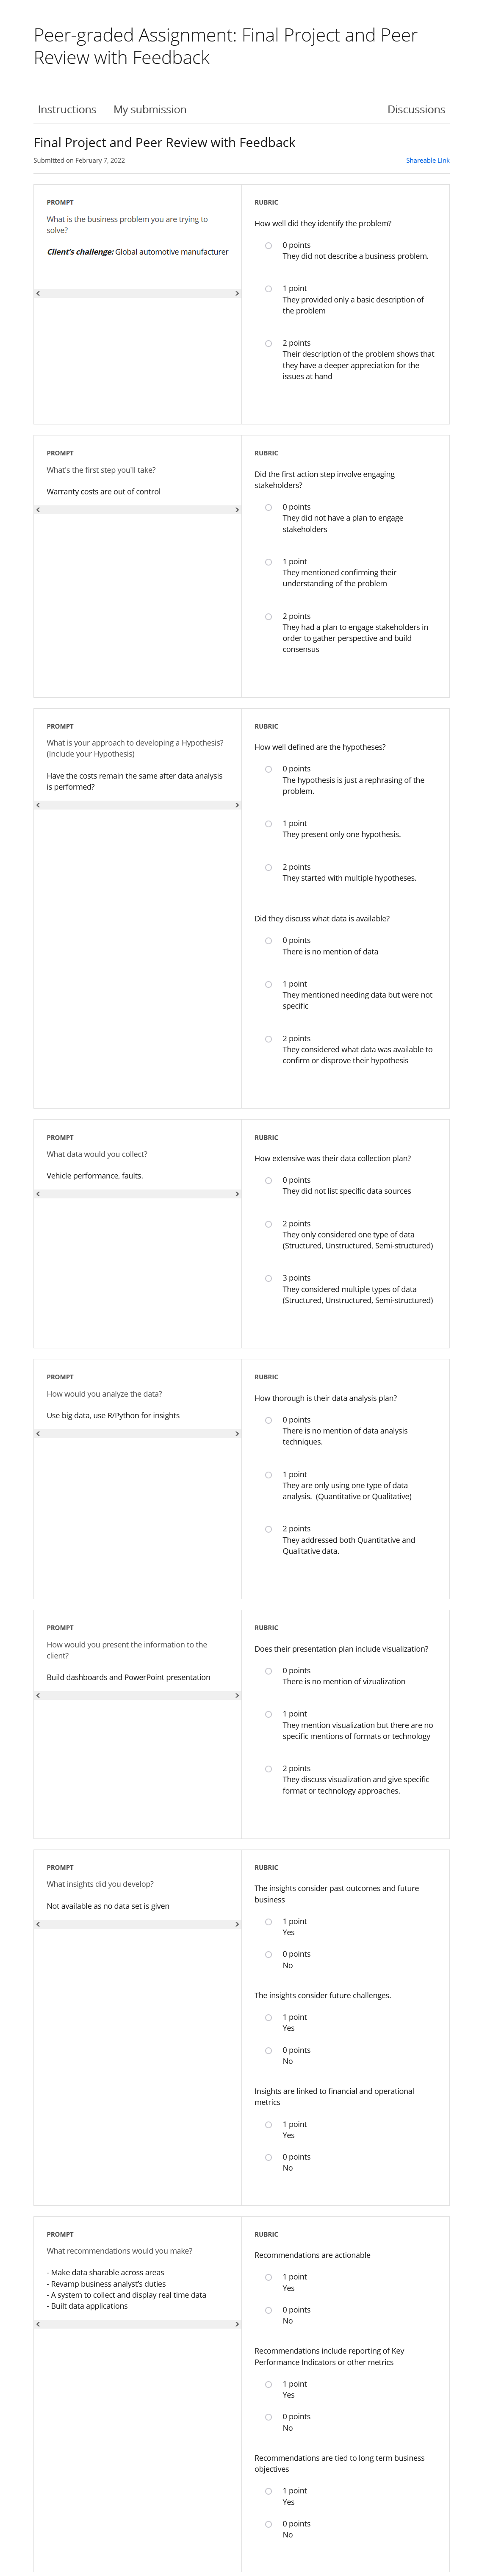 Peer-graded Assignment: Final Project and Peer
Review with Feedback
Instructions
My submission
Discussions
Final Project and Peer Review with Feedback
Submitted on February 7, 2022
Shareable Link
PROMPT
What is the business problem you are trying to
solve?
Client's challenge: Global automotive manufacturer
RUBRIC
How well did they identify the problem?
0 points
They did not describe a business problem.
1 point
They provided only a basic description of
the problem
2 points
Their description of the problem shows that
they have a deeper appreciation for the
issues at hand
PROMPT
What's the first step you'll take?
Warranty costs are out of control
RUBRIC
Did the first action step involve engaging
stakeholders?
0 points
They did not have a plan to engage
stakeholders
1 point
They mentioned confirming their
understanding of the problem
2 points
They had a plan to engage stakeholders in
order to gather perspective and build
consensus
PROMPT
What is your approach to developing a Hypothesis?
(Include your Hypothesis)
Have the costs remain the same after data analysis
is performed?
RUBRIC
How well defined are the hypotheses?
0 points
The hypothesis is just a rephrasing of the
problem.
1 point
They present only one hypothesis.
2 points
They started with multiple hypotheses.
Did they discuss what data is available?
0 points
There is no mention of data
1 point
They mentioned needing data but were not
specific
2 points
They considered what data was available to
confirm or disprove their hypothesis
PROMPT
What data would you collect?
Vehicle performance, faults.
RUBRIC
How extensive was their data collection plan?
0 points
They did not list specific data sources
2 points
They only considered one type of data
(Structured, Unstructured, Semi-structured)
3 points
They considered multiple types of data
(Structured, Unstructured, Semi-structured)
PROMPT
How would you analyze the data?
Use big data, use R/Python for insights
RUBRIC
How thorough is their data analysis plan?
0 points
There is no mention of data analysis
techniques.
1 point
They are only using one type of data
analysis. (Quantitative or Qualitative)
2 points
They addressed both Quantitative and
Qualitative data.
PROMPT
How would you present the information to the
client?
Build dashboards and PowerPoint presentation
RUBRIC
Does their presentation plan include visualization?
0 points
There is no mention of vizualization
1 point
They mention visualization but there are no
specific mentions of formats or technology
2 points
They discuss visualization and give specific
format or technology approaches.
PROMPT
What insights did you develop?
Not available as no data set is given
RUBRIC
The insights consider past outcomes and future
business
1 point
Yes
0 points
No
The insights consider future challenges.
1 point
Yes
0 points
No
Insights are linked to financial and operational
metrics
1 point
Yes
0 points
No
PROMPT
What recommendations would you make?
- Make data sharable across areas
- Revamp business analyst's duties
- A system to collect and display real time data
- Built data applications
RUBRIC
Recommendations are actionable
1 point
Yes
0 points
No
Recommendations include reporting of Key
Performance Indicators or other metrics
1 point
Yes
0 points
No
Recommendations are tied to long term business
objectives
1 point
Yes
0 points
No